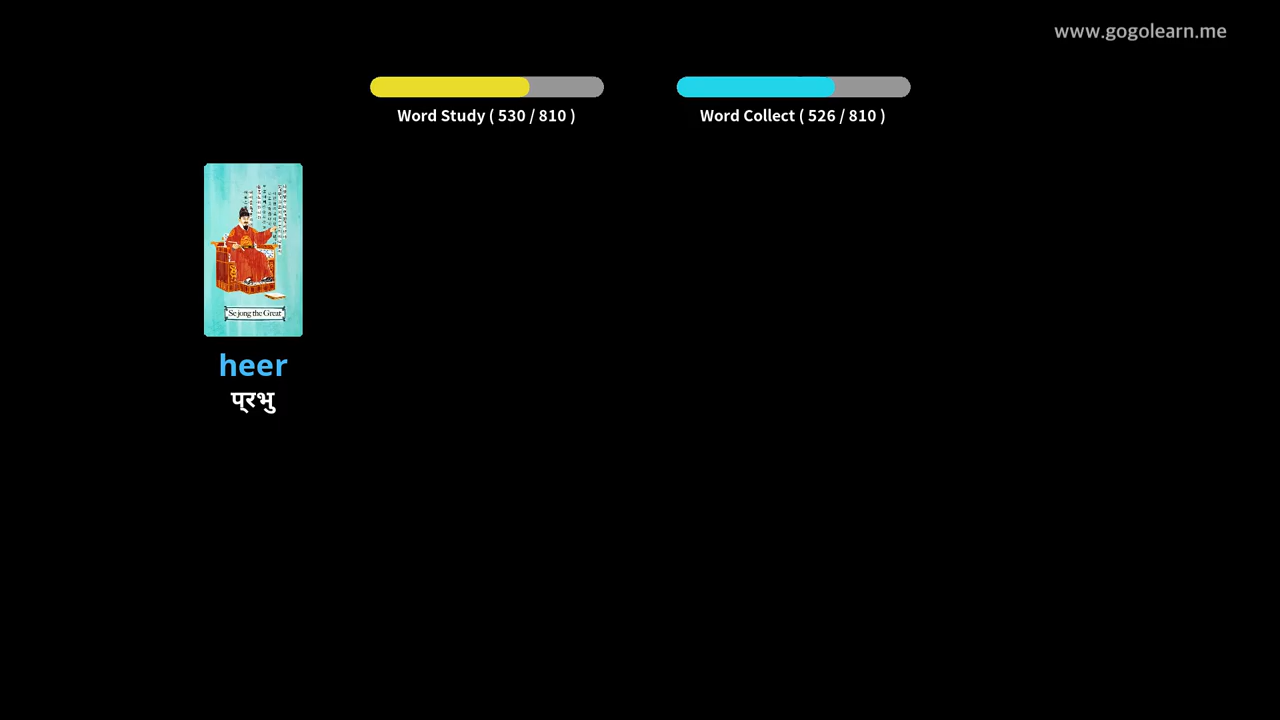 www.gogolearn.me
Word Study ( 530 / 810 )
Word Collect ( 526 / 810 )
Sejong the Great
heer
प्रभु